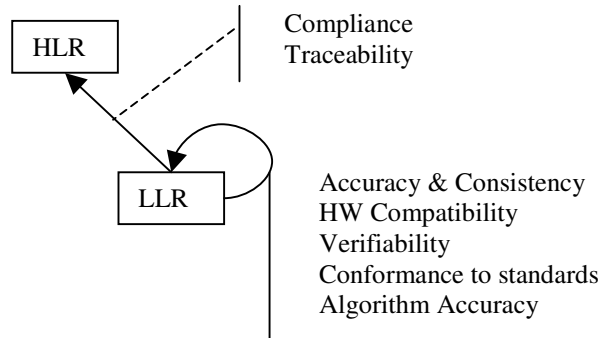 Compliance
HLR
Traceability
LLR
Accuracy & Consistency
HW Compatibility
Verifiability
Conformance to standards
Algorithm Accuracy